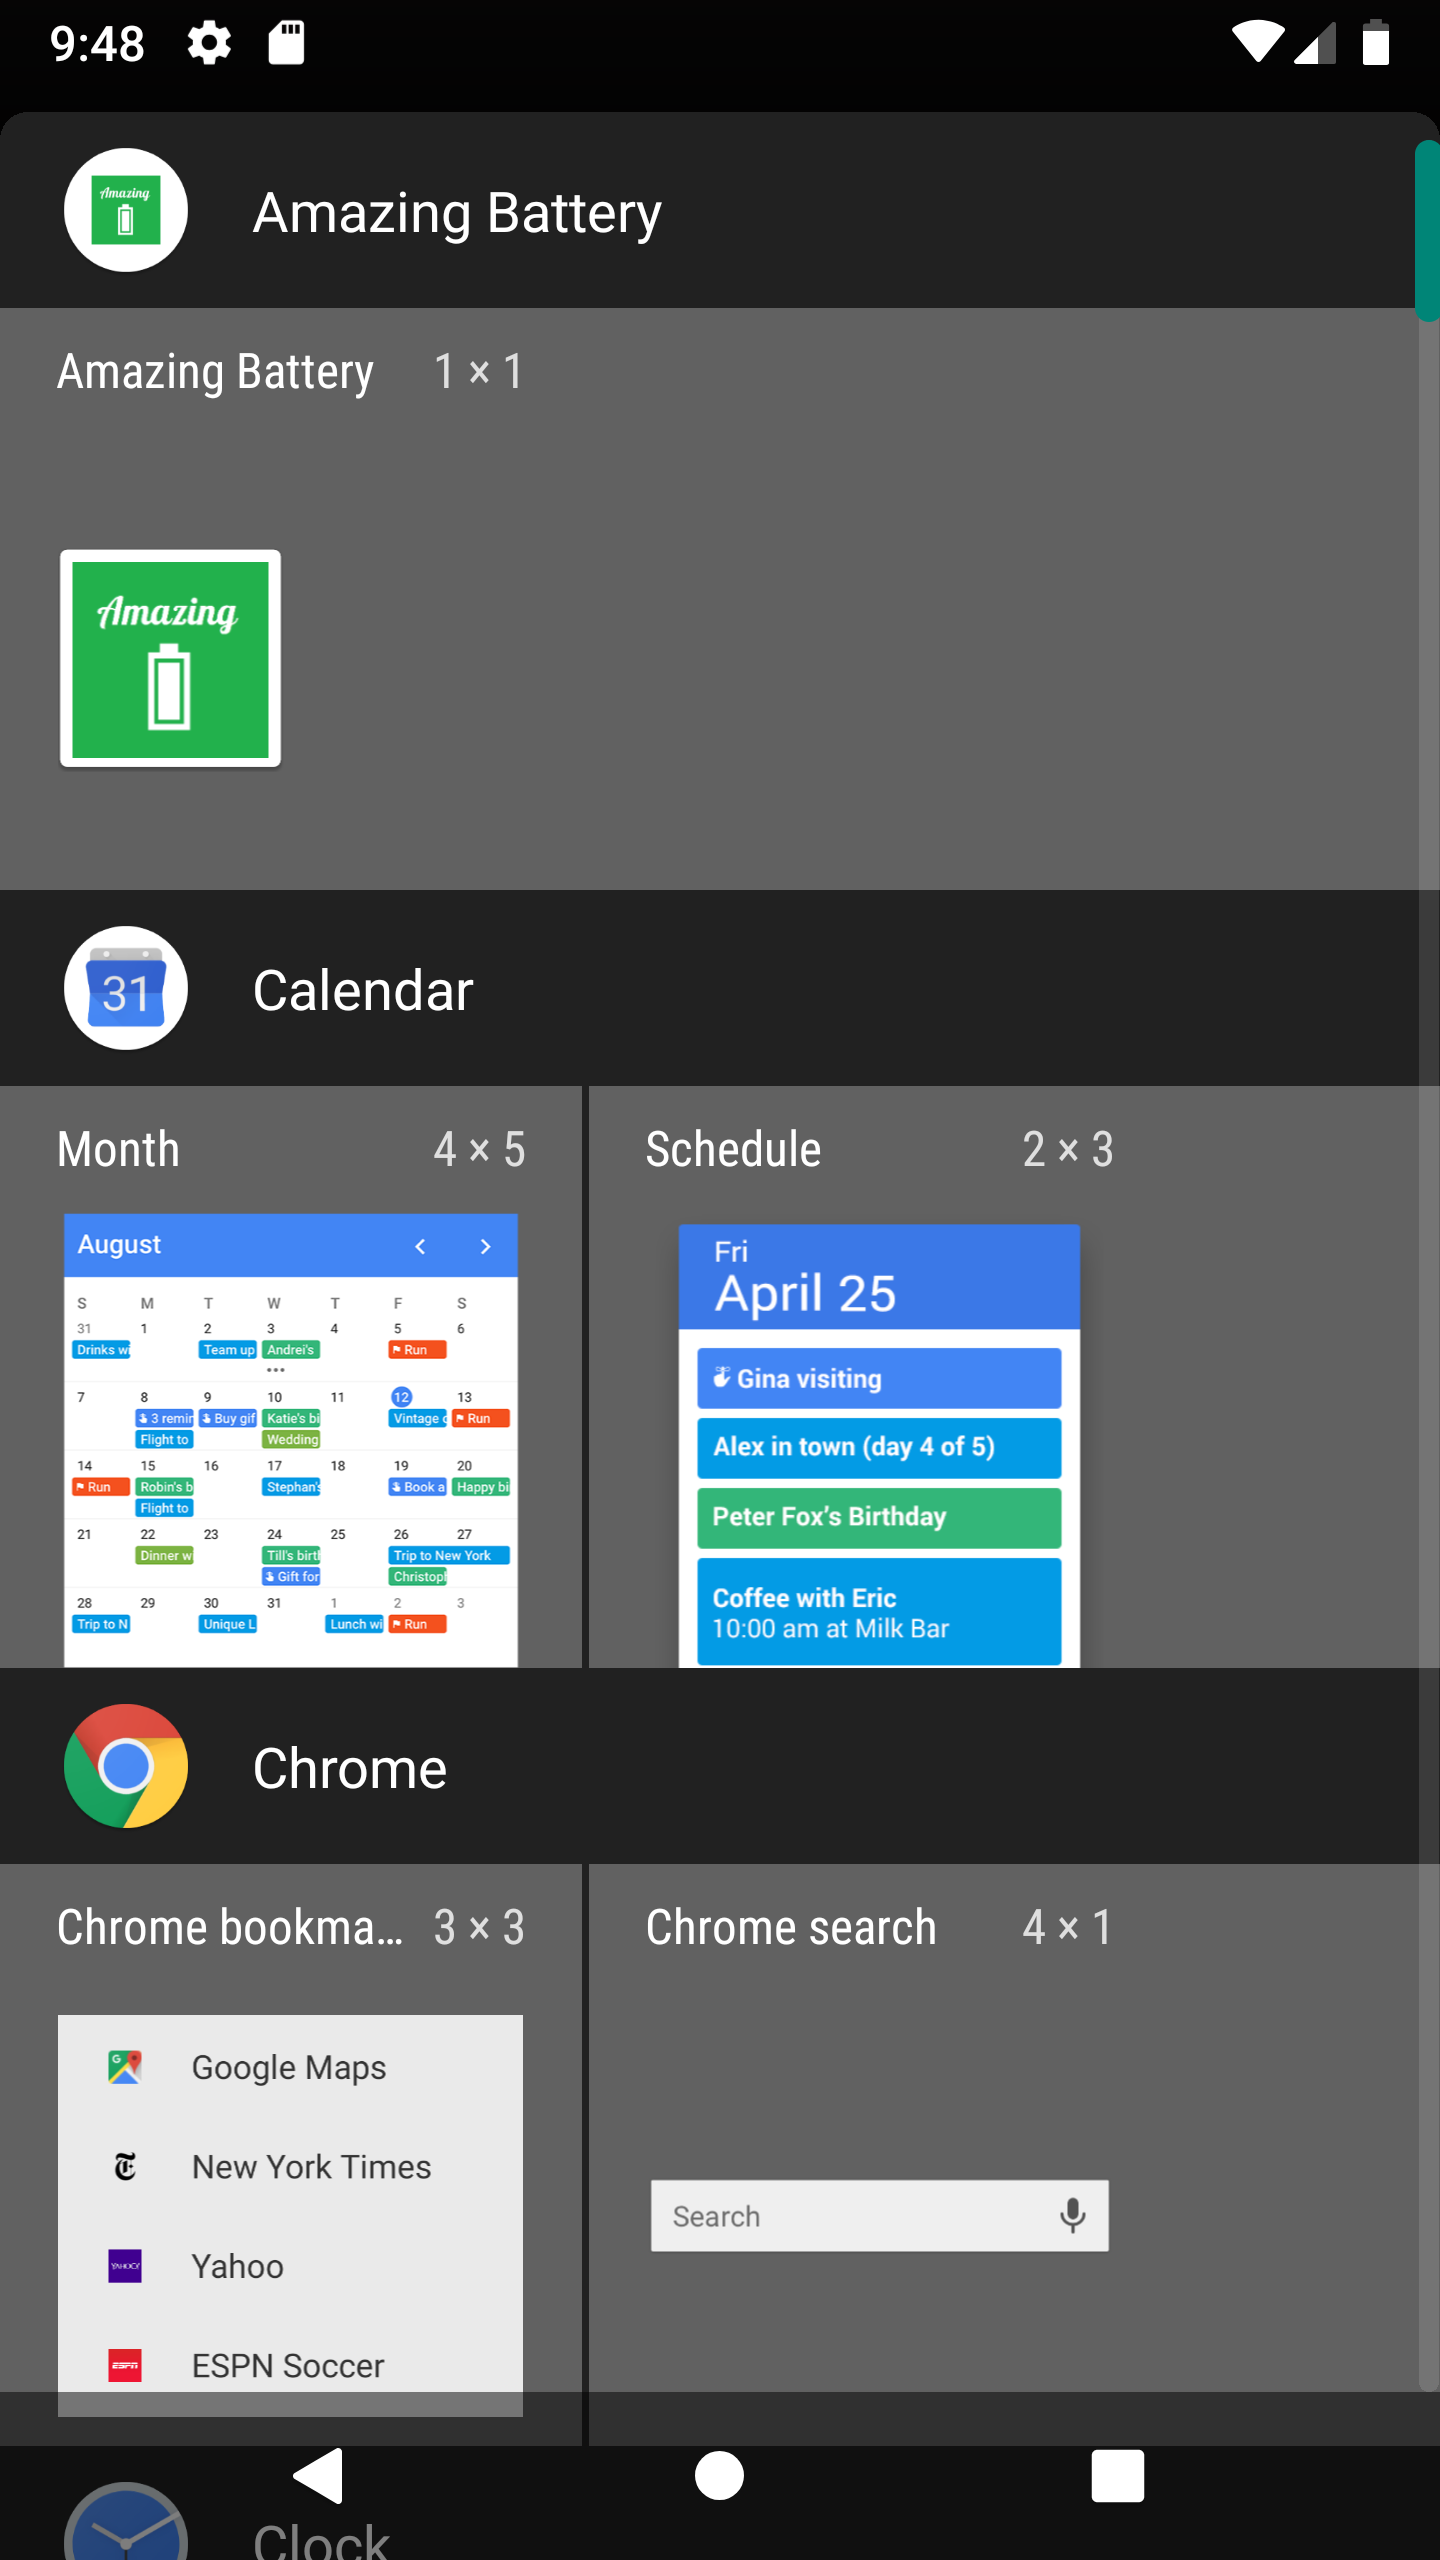 9:48
Amazing
Amazing Battery
Amazing Battery 1 × 1
Amazing
31 Calendar
Month 4 × 5
August
S M T W T F S
31 1 2 3 4 5 6
Drinks wi Team up Andrei's Run
7 8 9 10 11 12 13
3 remin Buy gif Katie's bi Vintage Run
Flight to Wedding
14 15 16 17 18 19 20
Run Robin's b Stephan's Book a Happy bi
Flight to
21 22 23 24 25 26 27
Dinner w Till's birt Trip to New York
Gift for Christoph
28 29 30 31 1 2 3
Trip to N Unique L Lunch wi Run
Schedule 2 × 3
Fri
April 25
Gina visiting
Alex in town (day 4 of 5)
Peter Fox's Birthday
Coffee with Eric
10:00 am at Milk Bar
Chrome
Chrome bookma... 3 × 3
Google Maps
New York Times
YAHOO! Yahoo
ESPN ESPN Soccer
Chrome search 4 × 1
Search
Clock